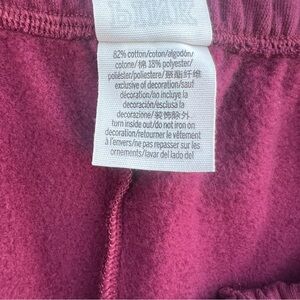 PINK
82% cotton/coton/algodón/
cotone/棉 18% polyester/
poliéster/poliestere/聚酯纤维
exclusive of decoration/sauf
décoration/no incluye la
decoración/esclusa la
decorazione/装饰除外
turn inside out/do not iron on
decoration/retourner le vêtement
à l'envers/ne pas repasser sur les
ornements/lavar del lado del